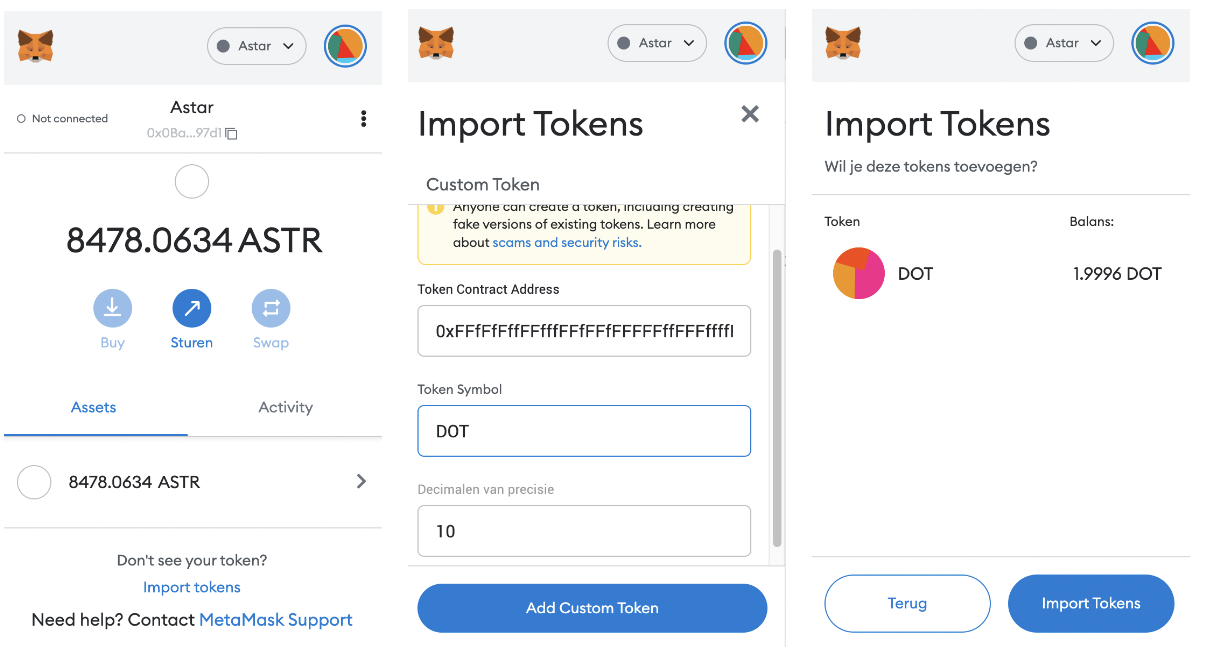 Astar
Not connected
Astar
0x0Ba...97d1
8478.0634 ASTR
Buy
Sturen
Swap
Assets
Activity
8478.0634 ASTR
Don't see your token?
Import tokens
Need help? Contact MetaMask Support
Astar
Import Tokens
Custom Token
Anyone can create a token, including creating
fake versions of existing tokens. Learn more
about scams and security risks.
Token Contract Address
Token Symbol
DOT
Decimalen van precisie
10
Add Custom Token
Astar
Import Tokens
Wil je deze tokens toevoegen?
Token
Balans:
DOT
1.9996 DOT
Terug
Import Tokens